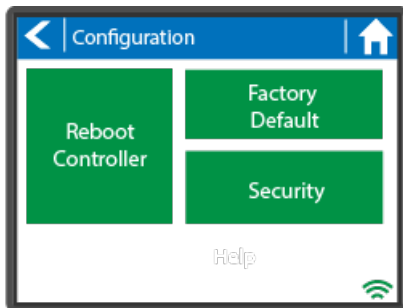 Configuration
Reboot
Controller
Factory
Default
Security
Help